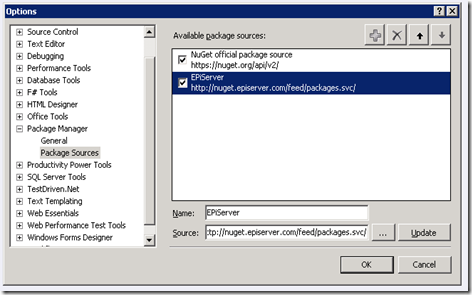 Options
Source Control
Text Editor
Debugging
Performance Tools
Database Tools
F# Tools
HTML Designer
Office Tools
Package Manager
General
Package Sources
Productivity Power Tools
SQL Server Tools
TestDriven.Net
Text Templating
Web Essentials
Web Performance Test Tools
Windows Forms Designer
Available package sources:
NuGet official package source
https://nuget.org/api/v2/
EPiServer
http://nuget.episerver.com/feed/packages.svc/
Name: EPiServer
Source: ttp://nuget.episerver.com/feed/packages.svc/ ... Update
OK Cancel